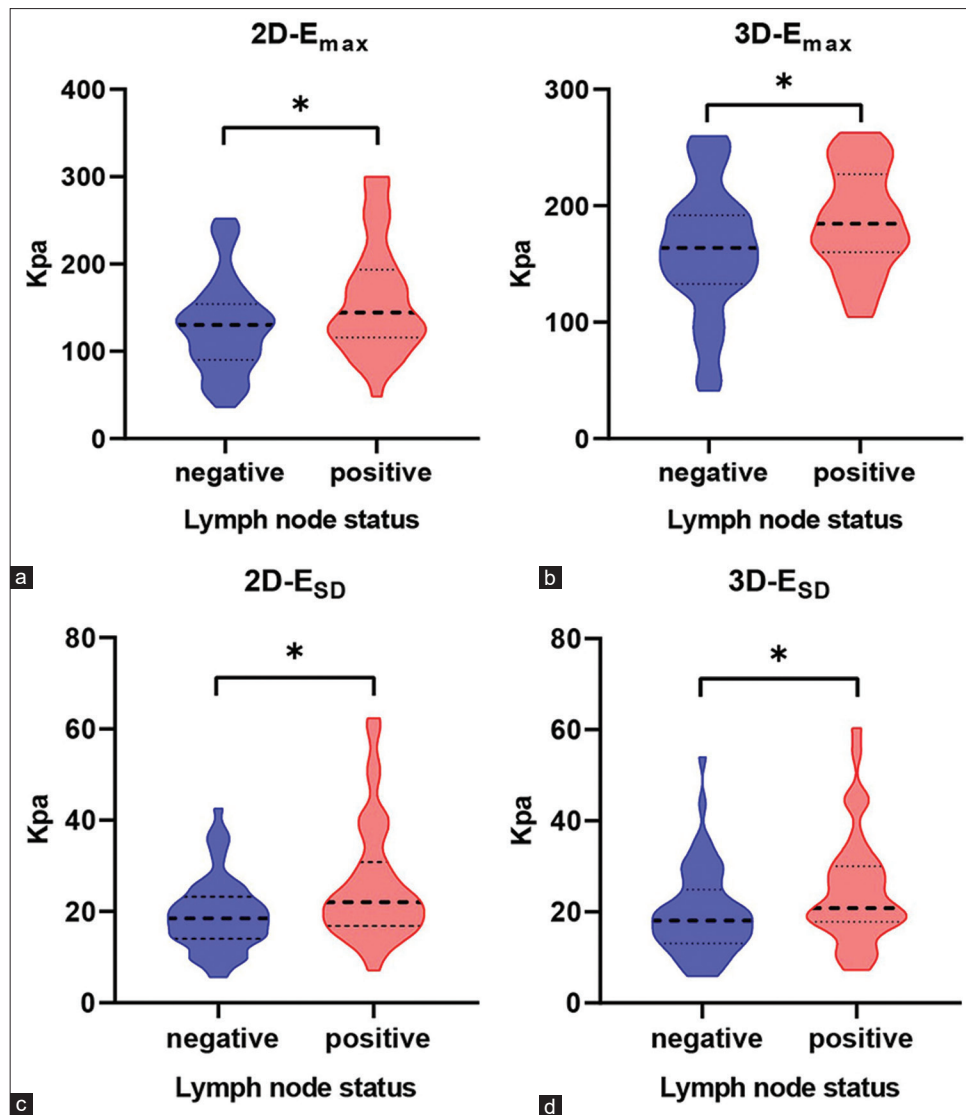 2D-Emax
400
300
200
100
0
Kpa
*
negative positive
Lymph node status
a
3D-Emax
300
200
100
0
Kpa
*
negative positive
Lymph node status
b
2D-ESD
80
60
40
20
0
Kpa
*
negative positive
Lymph node status
c
3D-ESD
80
60
40
20
0
Kpa
*
negative positive
Lymph node status
d